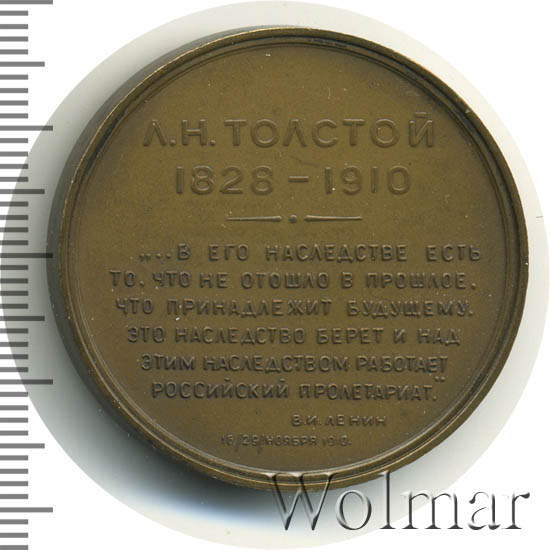 Л.Н. ТОЛСТОЙ
1828 - 1910
„... В ЕГО НАСЛЕДСТВЕ ЕСТЬ
ТО, ЧТО НЕ ОТОШЛО В ПРОШЛОЕ,
ЧТО ПРИНАДЛЕЖИТ БУДУЩЕМУ.
ЭТО НАСЛЕДСТВО БЕРЕТ И НАД
ЭТИМ НАСЛЕДСТВОМ РАБОТАЕТ
РОССИЙСКИЙ ПРОЛЕТАРИАТ."
В.И. ЛЕНИН
НОЯБРЯ
Wolmar